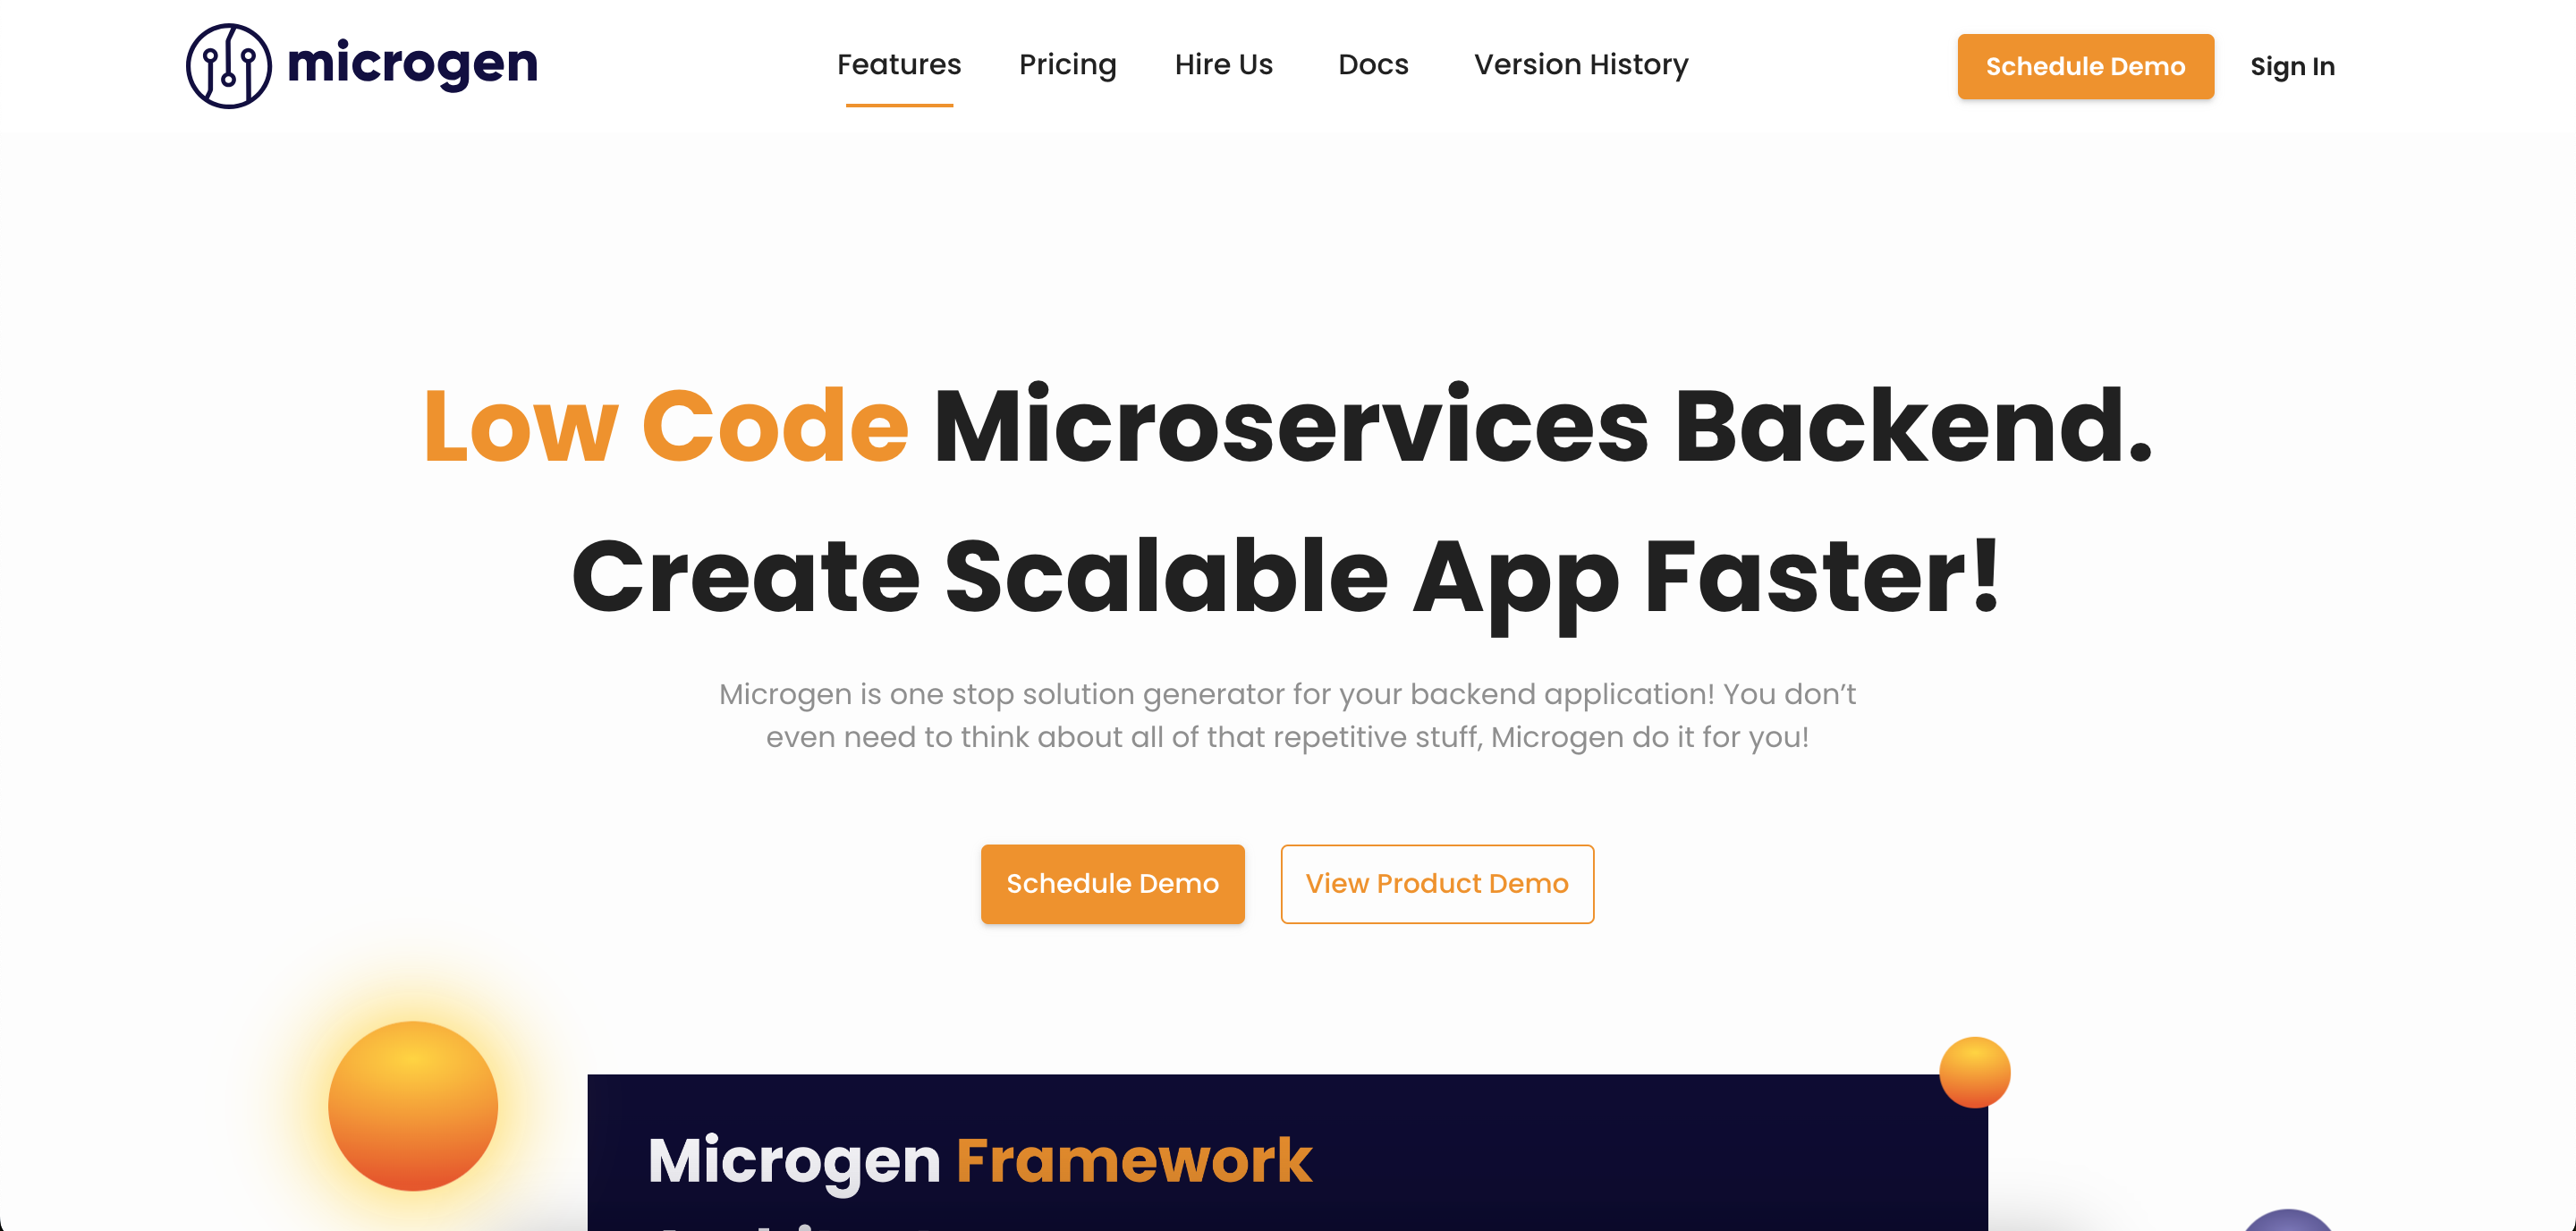 microgen
Features
Pricing
Hire Us
Docs
Version History
Schedule Demo
Sign In
Low Code Microservices Backend.
Create Scalable App Faster!
Microgen is one stop solution generator for your backend application! You don’t
even need to think about all of that repetitive stuff, Microgen do it for you!
Schedule Demo
View Product Demo
Microgen Framework